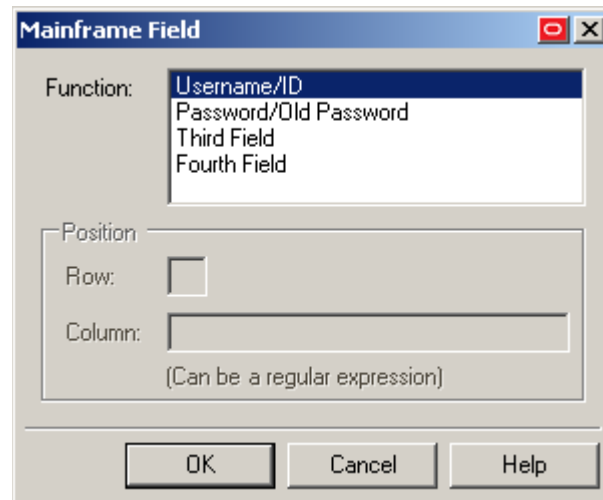 Mainframe Field
Function:
Username/ID
Password/Old Password
Third Field
Fourth Field
Position
Row:
Column:
(Can be a regular expression)
OK Cancel Help